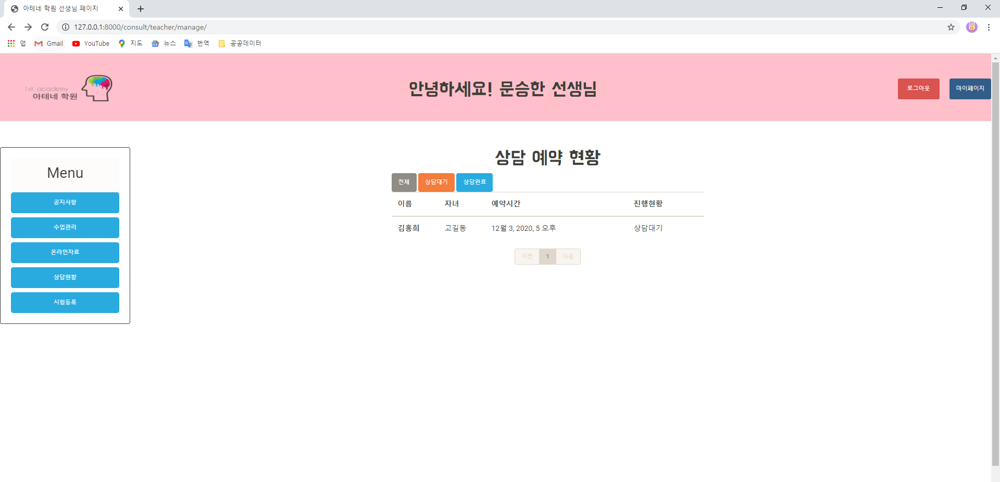 아테네 학원 선생님 페이지
127.0.0.1:8000/consult/teacher/manage/
앱 Gmail YouTube 지도 뉴스 번역 공공데이터
1st. academy
아테네 학원
안녕하세요! 문승한 선생님
로그아웃 마이페이지
상담 예약 현황
Menu
공지사항
수업관리
온라인자료
상담현황
시험등록
전체 상담대기 상담완료
이름 자녀 예약시간 진행현황
김홍희 고길동 12월 3, 2020, 5 오후 상담대기
이전 1 다음